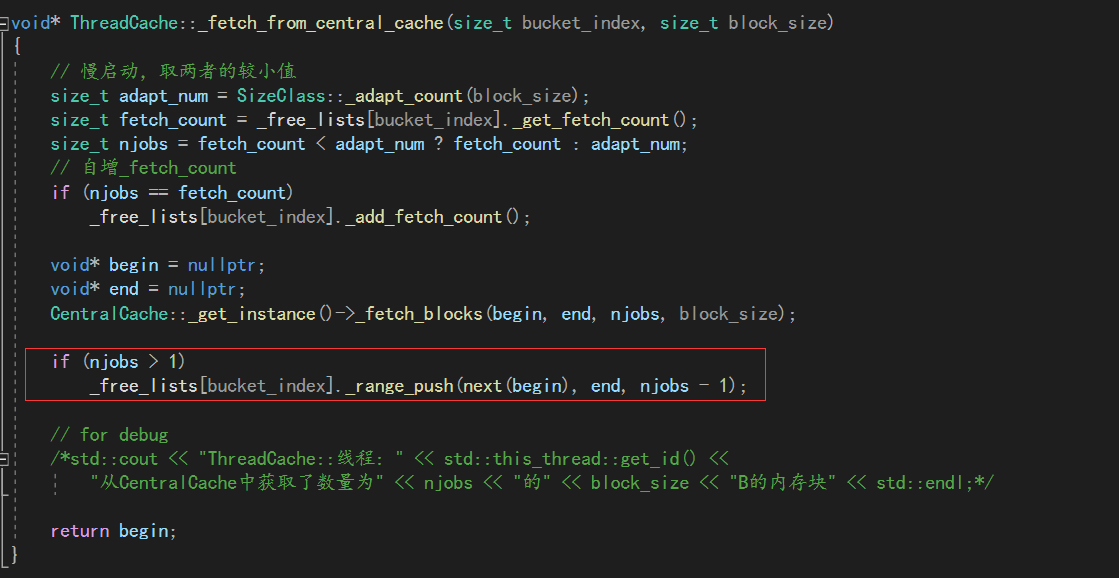 void* ThreadCache::_fetch_from_central_cache(size_t bucket_index, size_t block_size)
{
// 慢启动, 取两者的较小值
size_t adapt_num = SizeClass::_adapt_count(block_size);
size_t fetch_count = _free_lists[bucket_index]._get_fetch_count();
size_t njobs = fetch_count < adapt_num ? fetch_count : adapt_num;
// 自增_fetch_count
if (njobs == fetch_count)
_free_lists[bucket_index]._add_fetch_count();
void* begin = nullptr;
void* end = nullptr;
CentralCache::_get_instance()->_fetch_blocks(begin, end, njobs, block_size);
if (njobs > 1)
_free_lists[bucket_index]._range_push(next(begin), end, njobs - 1);
// for debug
/*std::cout << "ThreadCache::线程: " << std::this_thread::get_id() <<
"从CentralCache中获取了数量为" << njobs << "的" << block_size << "B的内存块" << std::endl;*/
return begin;
}